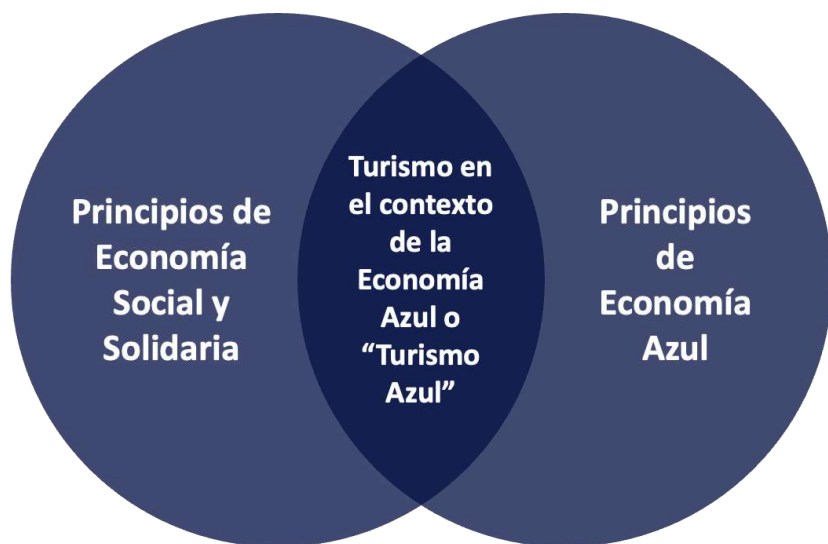 Principios de
Economía
Social y
Solidaria
Turismo en
el contexto
de la
Economía
Azul o
“Turismo
Azul”
Principios
de
Economía
Azul